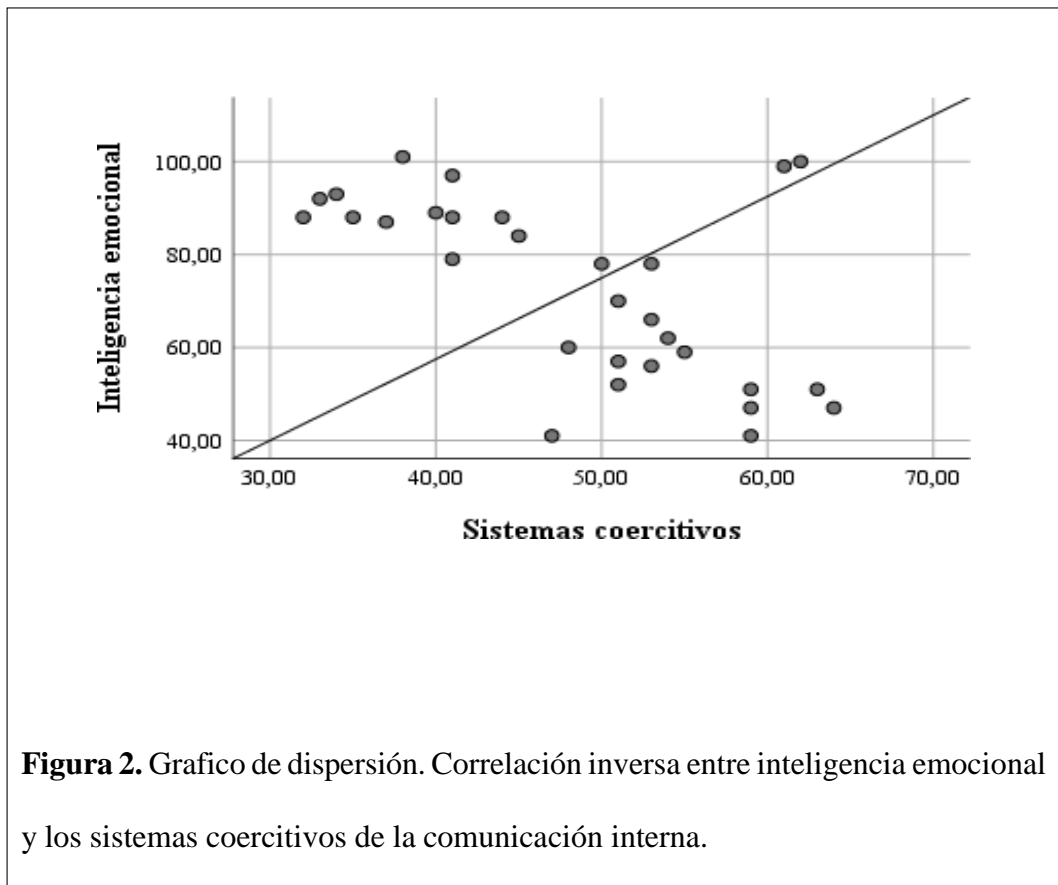 Inteligencia emocional
100,00
80,00
60,00
40,00
30,00 40,00 50,00 60,00 70,00
Sistemas coercitivos
Figura 2. Grafico de dispersión. Correlación inversa entre inteligencia emocional
y los sistemas coercitivos de la comunicación interna.